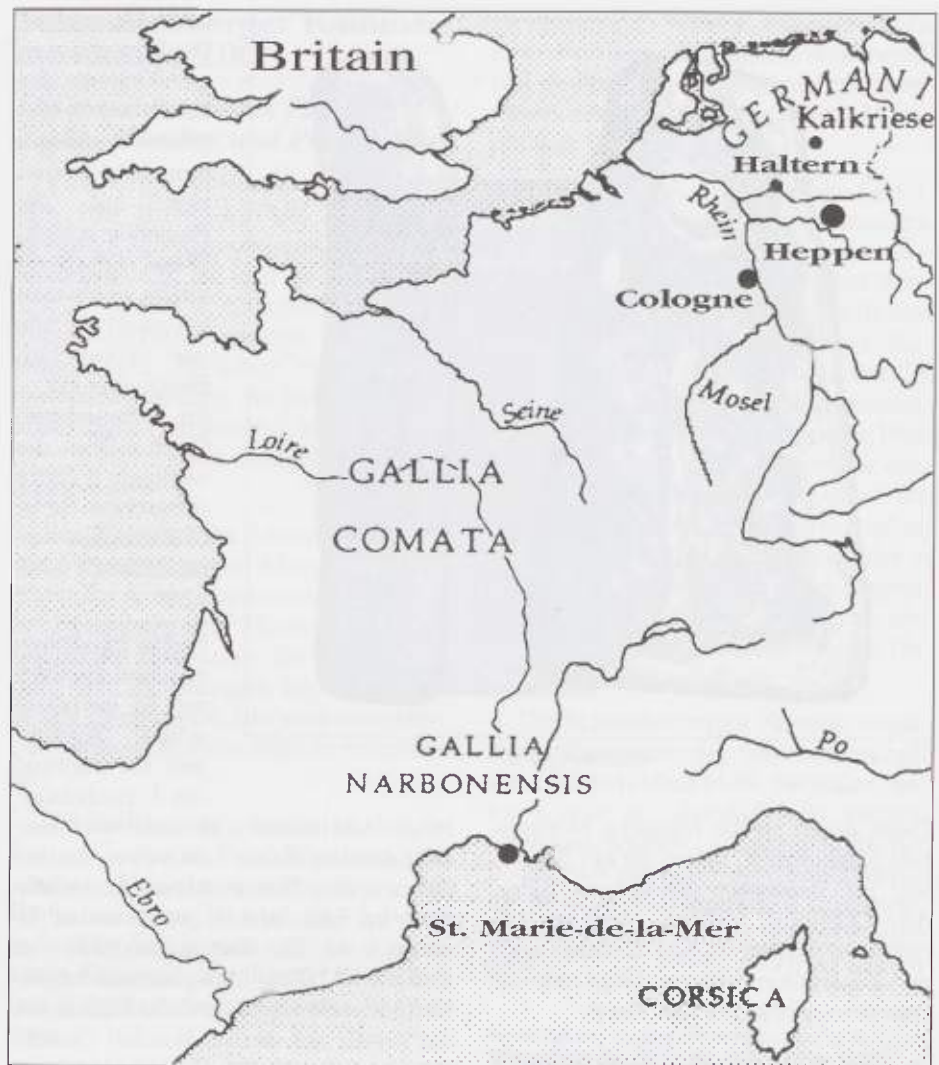 Britain
GERMANI
Kalkriese
Haltern
Rhein
Heppen
Cologne
Mosel
Seine
Loire
GALLIA
COMATA
GALLIA
NARBONENSIS
Po
Ebro
St. Marie-de-la-Mer
CORSICA